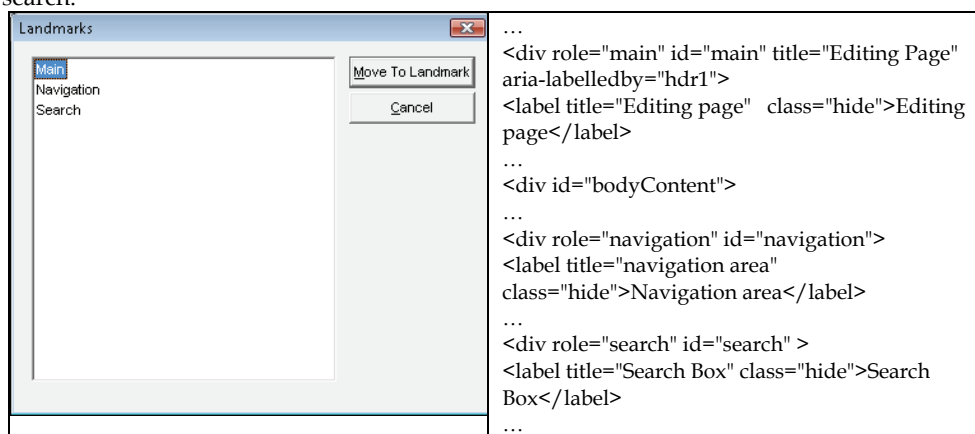 search.
Landmarks
Main
Navigation
Search
Move To Landmark
Cancel
…
<div role="main" id="main" title="Editing Page"
aria-labelledby="hdr1">
<label title="Editing page" class="hide">Editing
page</label>
…
<div id="bodyContent">
…
<div role="navigation" id="navigation">
<label title="navigation area"
class="hide">Navigation area</label>
…
<div role="search" id="search" >
<label title="Search Box" class="hide">Search
Box</label>
…